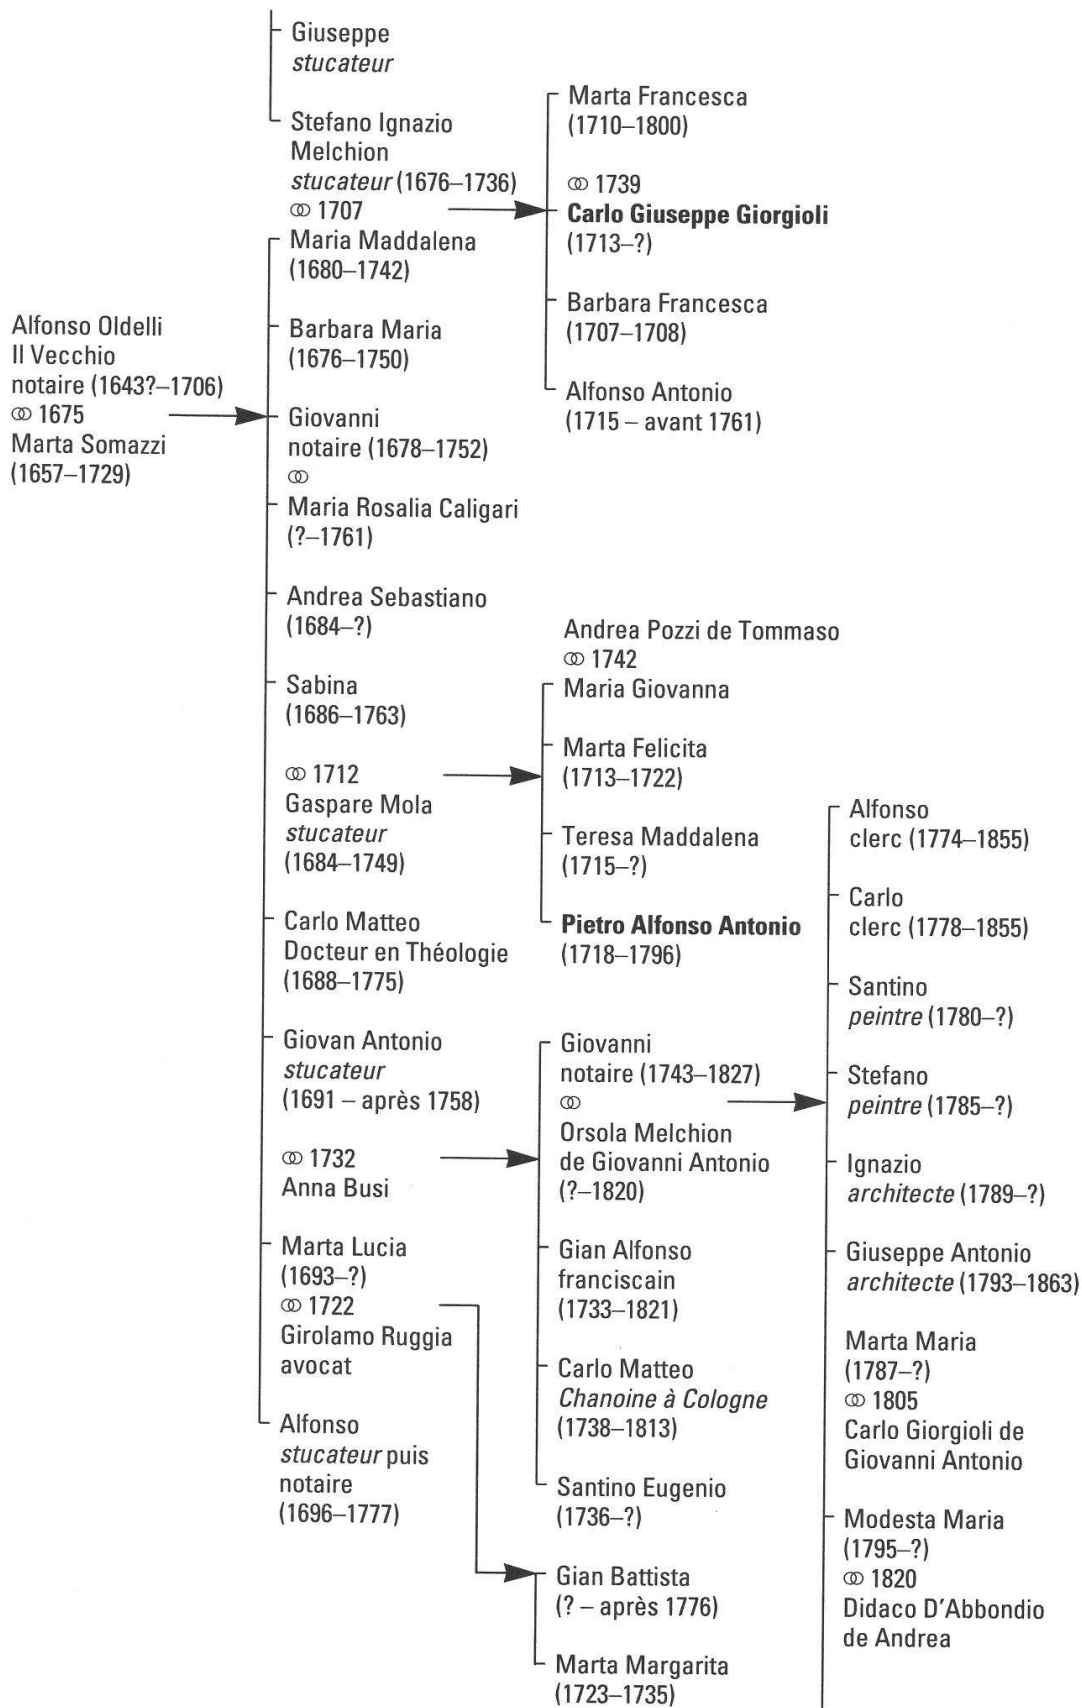 Giuseppe
stucateur
Stefano Ignazio
Melchion
stucateur (1676–1736)
⚭ 1707
Maria Maddalena
(1680–1742)
Barbara Maria
(1676–1750)
Giovanni
notaire (1678–1752)
⚭
Maria Rosalia Caligari
(?–1761)
Andrea Sebastiano
(1684–?)
Sabina
(1686–1763)
⚭ 1712
Gaspare Mola
stucateur
(1684–1749)
Carlo Matteo
Docteur en Théologie
(1688–1775)
Giovan Antonio
stucateur
(1691 – après 1758)
⚭ 1732
Anna Busi
Marta Lucia
(1693–?)
⚭ 1722
Girolamo Ruggia
avocat
Alfonso
stucateur puis
notaire
(1696–1777)
Alfonso Oldelli
Il Vecchio
notaire (1643?–1706)
⚭ 1675
Marta Somazzi
(1657–1729)
Marta Francesca
(1710–1800)
⚭ 1739
Carlo Giuseppe Giorgioli
(1713–?)
Barbara Francesca
(1707–1708)
Alfonso Antonio
(1715 – avant 1761)
Andrea Pozzi de Tommaso
⚭ 1742
Maria Giovanna
Marta Felicita
(1713–1722)
Teresa Maddalena
(1715–?)
Pietro Alfonso Antonio
(1718–1796)
Giovanni
notaire (1743–1827)
⚭
Orsola Melchion
de Giovanni Antonio
(?–1820)
Gian Alfonso
franciscain
(1733–1821)
Carlo Matteo
Chanoine à Cologne
(1738–1813)
Santino Eugenio
(1736–?)
Gian Battista
(? – après 1776)
Marta Margarita
(1723–1735)
Alfonso
clerc (1774–1855)
Carlo
clerc (1778–1855)
Santino
peintre (1780–?)
Stefano
peintre (1785–?)
Ignazio
architecte (1789–?)
Giuseppe Antonio
architecte (1793–1863)
Marta Maria
(1787–?)
⚭ 1805
Carlo Giorgioli de
Giovanni Antonio
Modesta Maria
(1795–?)
⚭ 1820
Didaco D'Abbondio
de Andrea